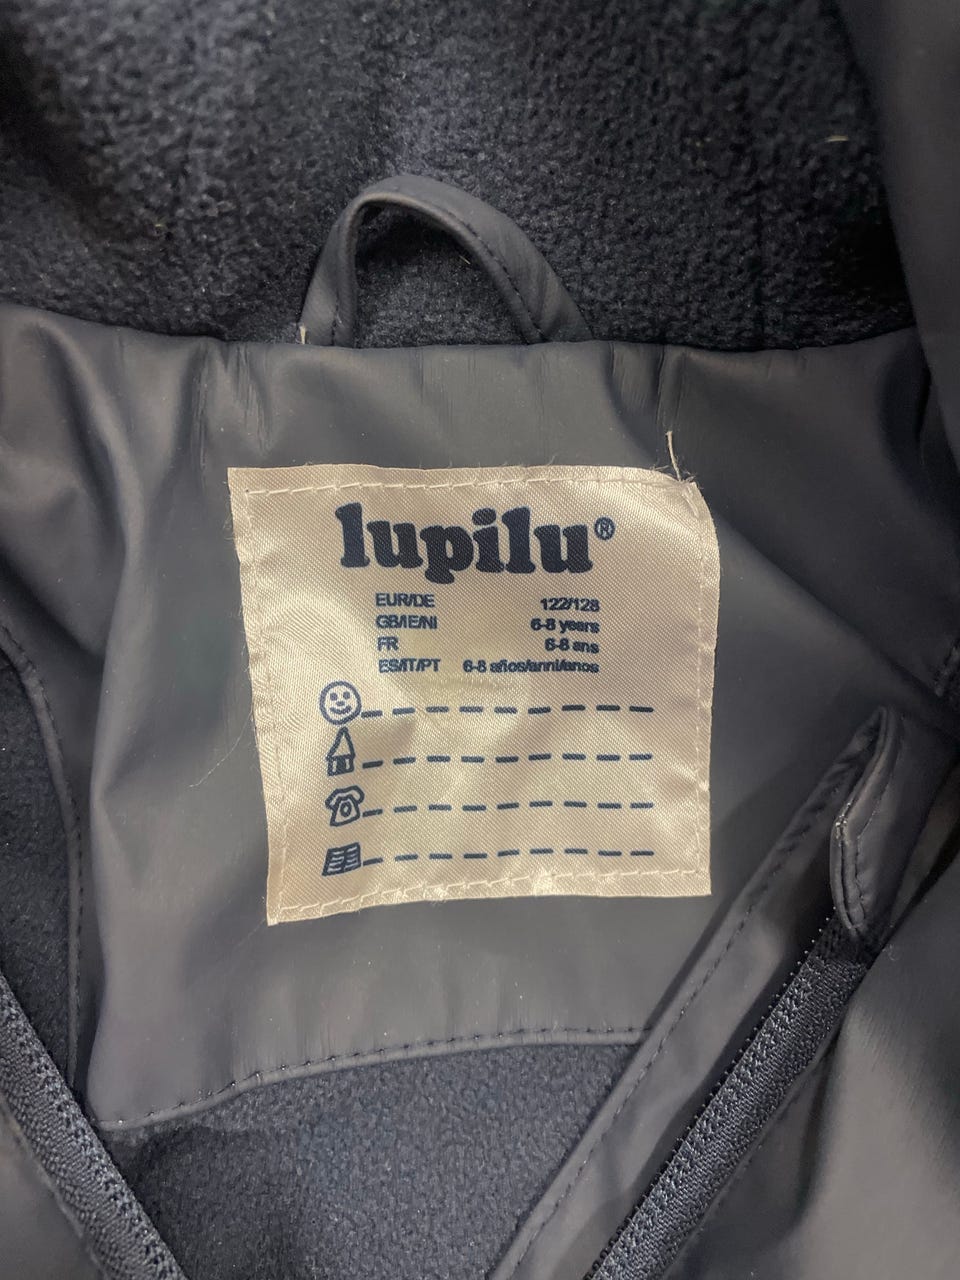 lupilu®
EUR/DE 122/128
GB/IE/NI 6-8 years
FR 6-8 ans
ES/IT/PT 6-8 años/anni/anos